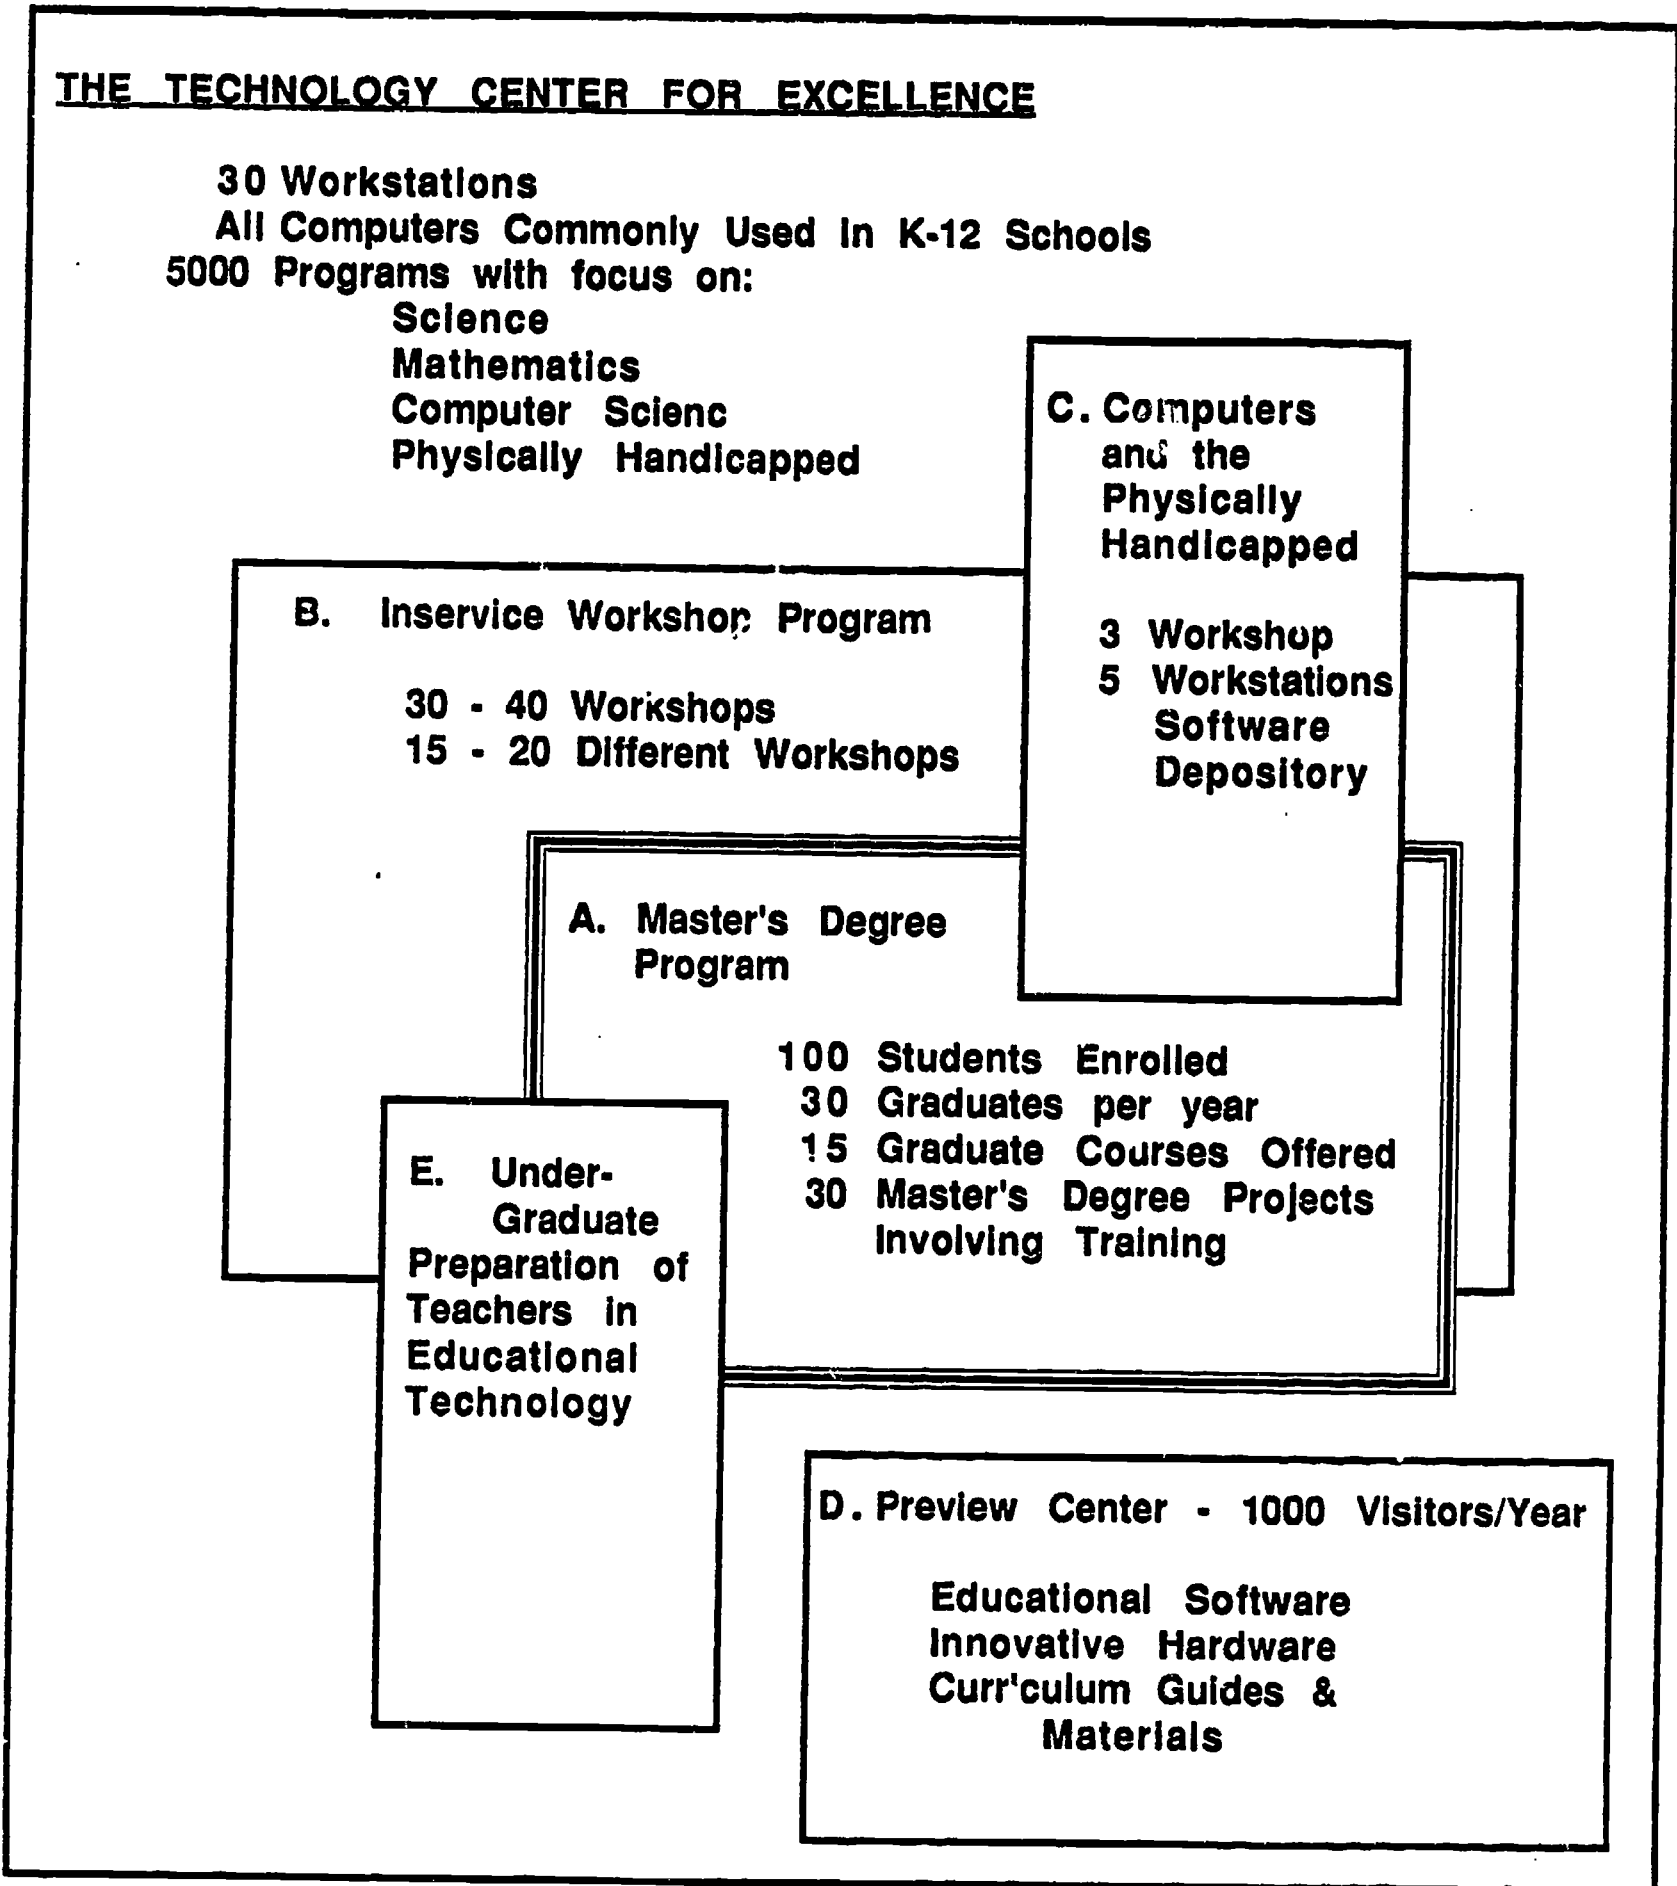 THE TECHNOLOGY CENTER FOR EXCELLENCE
30 Workstations
All Computers Commonly Used In K-12 Schools
5000 Programs with focus on:
Science
Mathematics
Computer Scienc
Physically Handicapped
C. Computers
and the
Physically
Handicapped
3 Workshop
5 Workstations
Software
Depository
B. Inservice Workshop Program
30 - 40 Workshops
15 - 20 Different Workshops
A. Master's Degree
Program
100 Students Enrolled
30 Graduates per year
15 Graduate Courses Offered
30 Master's Degree Projects
Involving Training
E. Under-
Graduate
Preparation of
Teachers in
Educational
Technology
D. Preview Center - 1000 Visitors/Year
Educational Software
Innovative Hardware
Curr'culum Guides &
Materials